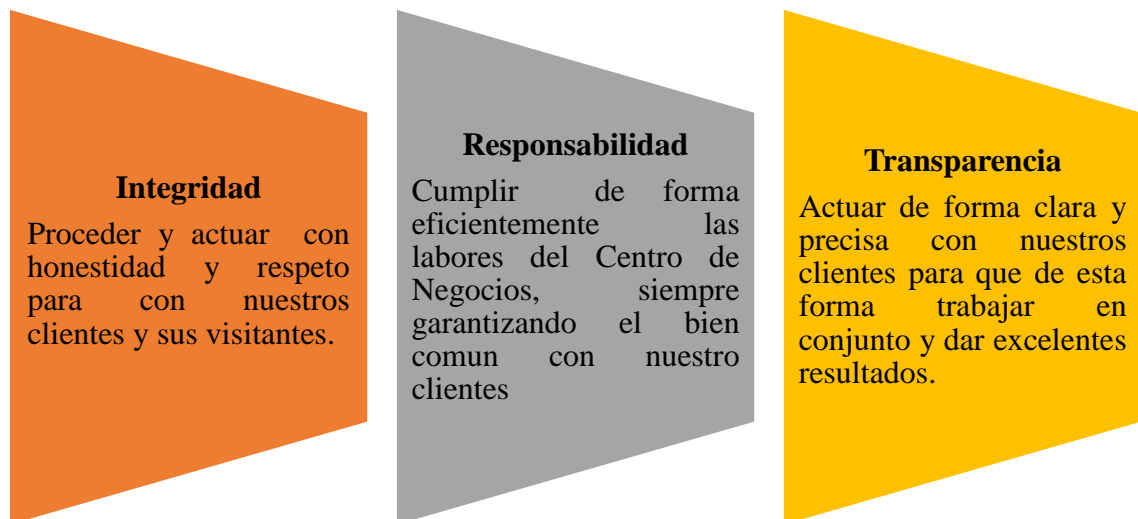 Integridad
Proceder y actuar con
honestidad y respeto
para con nuestros
clientes y sus visitantes.
Responsabilidad
Cumplir de forma
eficientemente las
labores del Centro de
Negocios, siempre
garantizando el bien
comun con nuestro
clientes
Transparencia
Actuar de forma clara y
precisa con nuestros
clientes para que de esta
forma trabajar en
conjunto y dar excelentes
resultados.